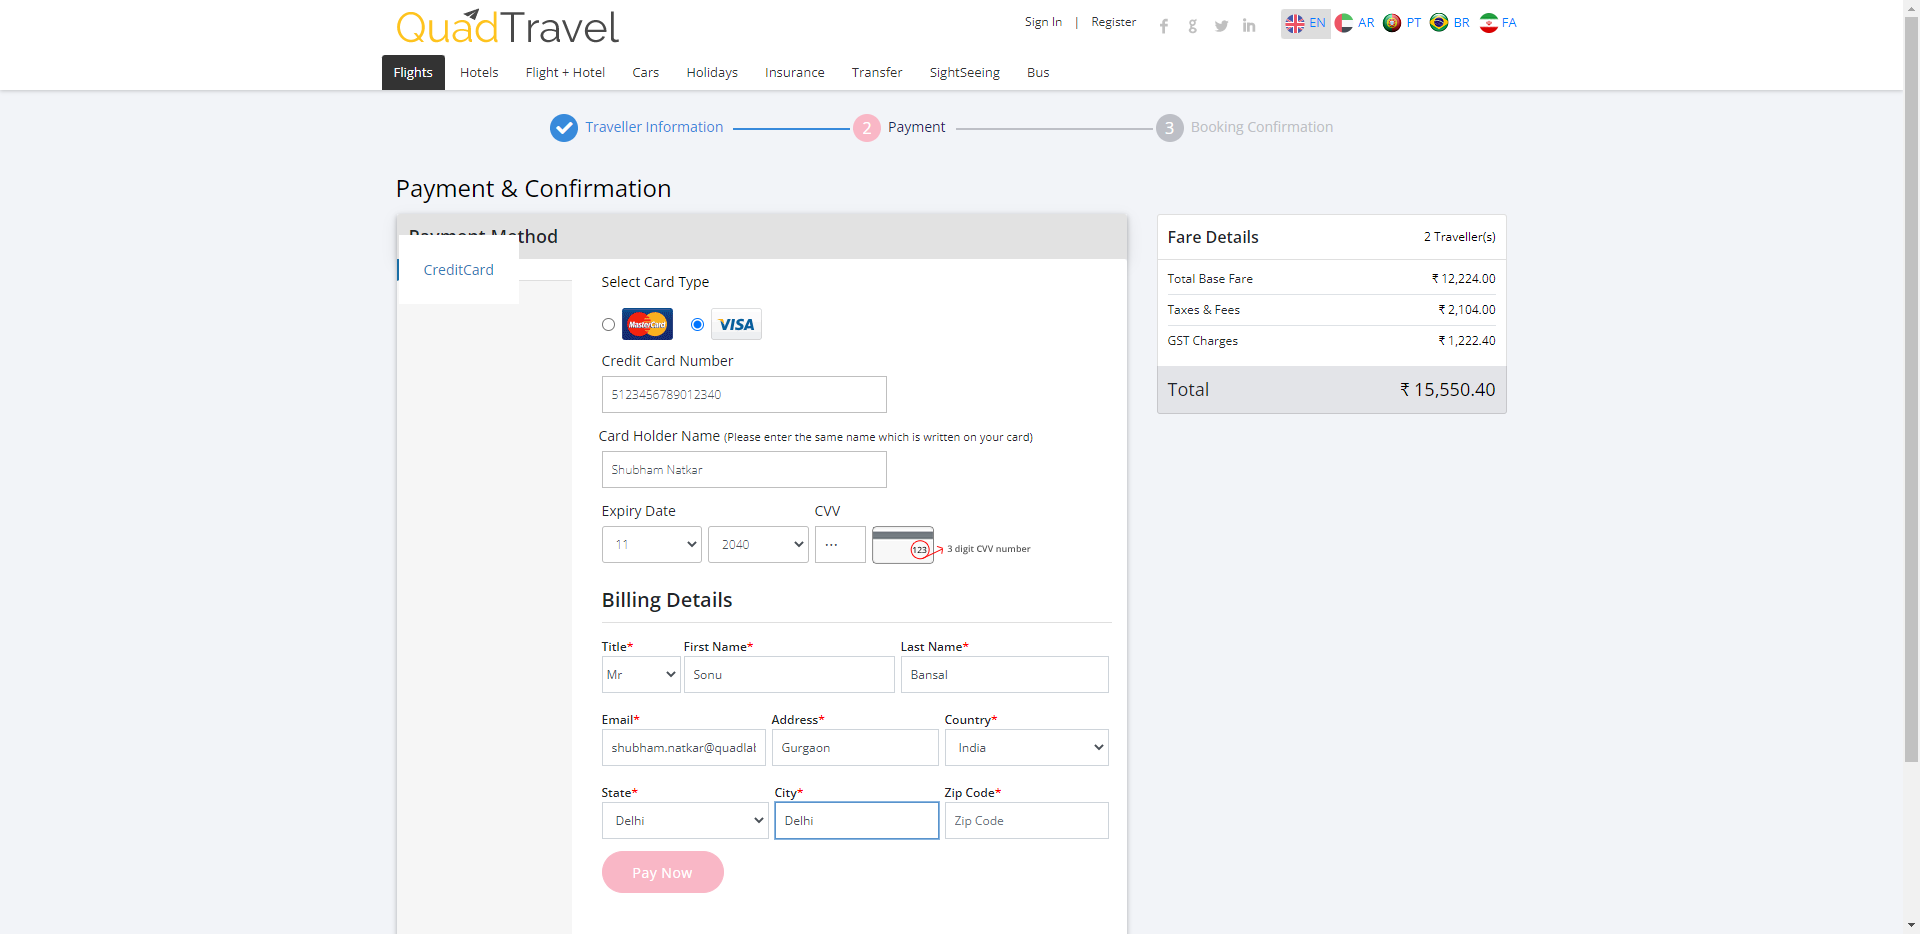 QuadTravel
Sign In | Register
EN AR PT BR FA
Flights Hotels Flight + Hotel Cars Holidays Insurance Transfer SightSeeing Bus
Traveller Information 2 Payment 3 Booking Confirmation
Payment & Confirmation
Payment Method
CreditCard
Select Card Type
MasterCard VISA
Credit Card Number
5123456789012340
Card Holder Name (Please enter the same name which is written on your card)
Shubham Natkar
Expiry Date CVV
11 2040 ... 123 3 digit CVV number
Billing Details
Title* First Name* Last Name*
Mr Sonu Bansal
Email* Address* Country*
shubham.natkar@quadlal Gurgaon India
State* City* Zip Code*
Delhi Delhi Zip Code
Pay Now
Fare Details 2 Traveller(s)
Total Base Fare ₹ 12,224.00
Taxes & Fees ₹ 2,104.00
GST Charges ₹ 1,222.40
Total ₹ 15,550.40